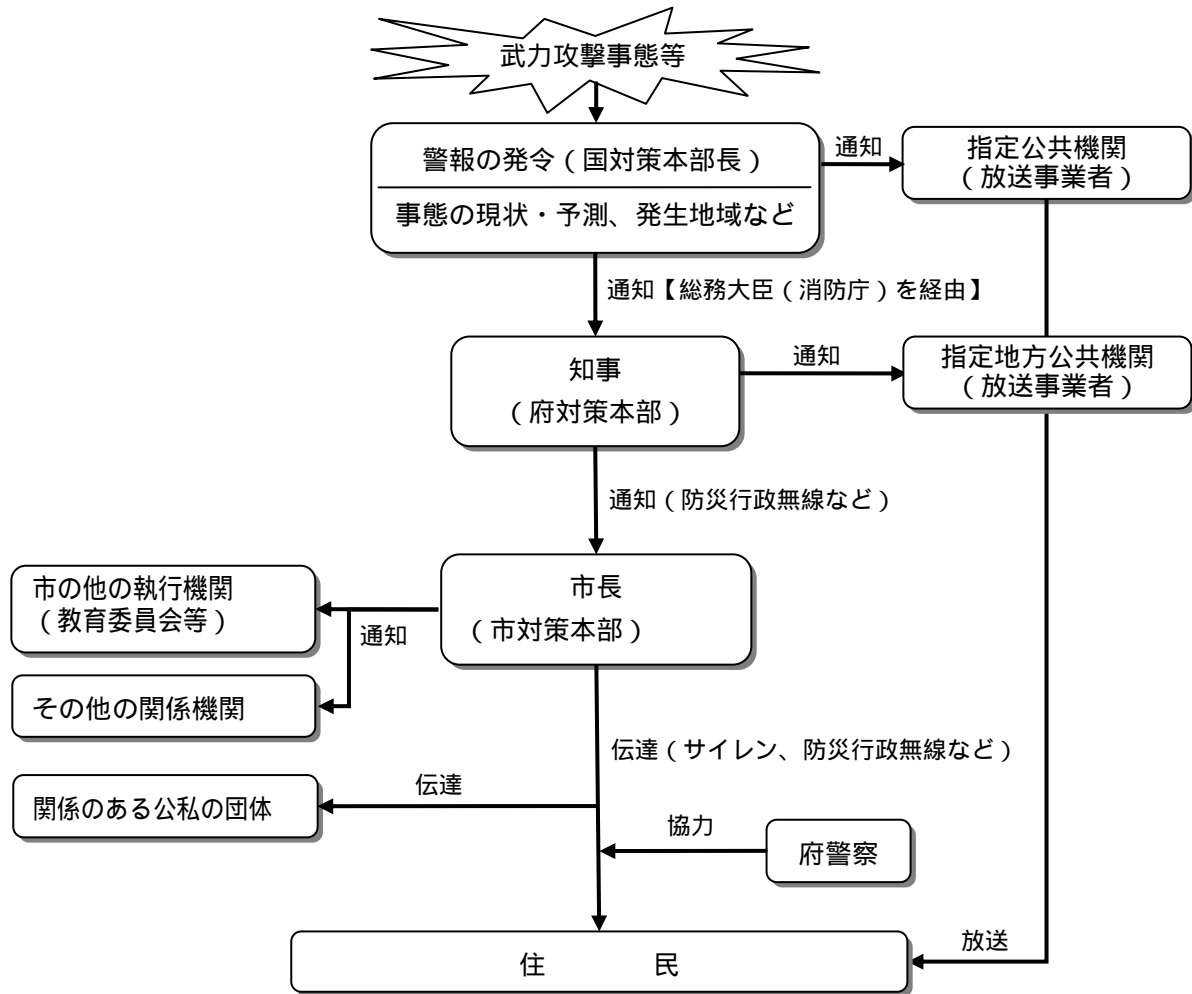 武力攻撃事態等
警報の発令（国対策本部長）
事態の現状・予測、発生地域など
通知
指定公共機関
（放送事業者）
通知【総務大臣（消防庁）を経由】
知事
（府対策本部）
通知
指定地方公共機関
（放送事業者）
通知（防災行政無線など）
市長
（市対策本部）
市の他の執行機関
（教育委員会等）
通知
その他の関係機関
伝達（サイレン、防災行政無線など）
関係のある公私の団体
伝達
協力
府警察
放送
住　　　　民